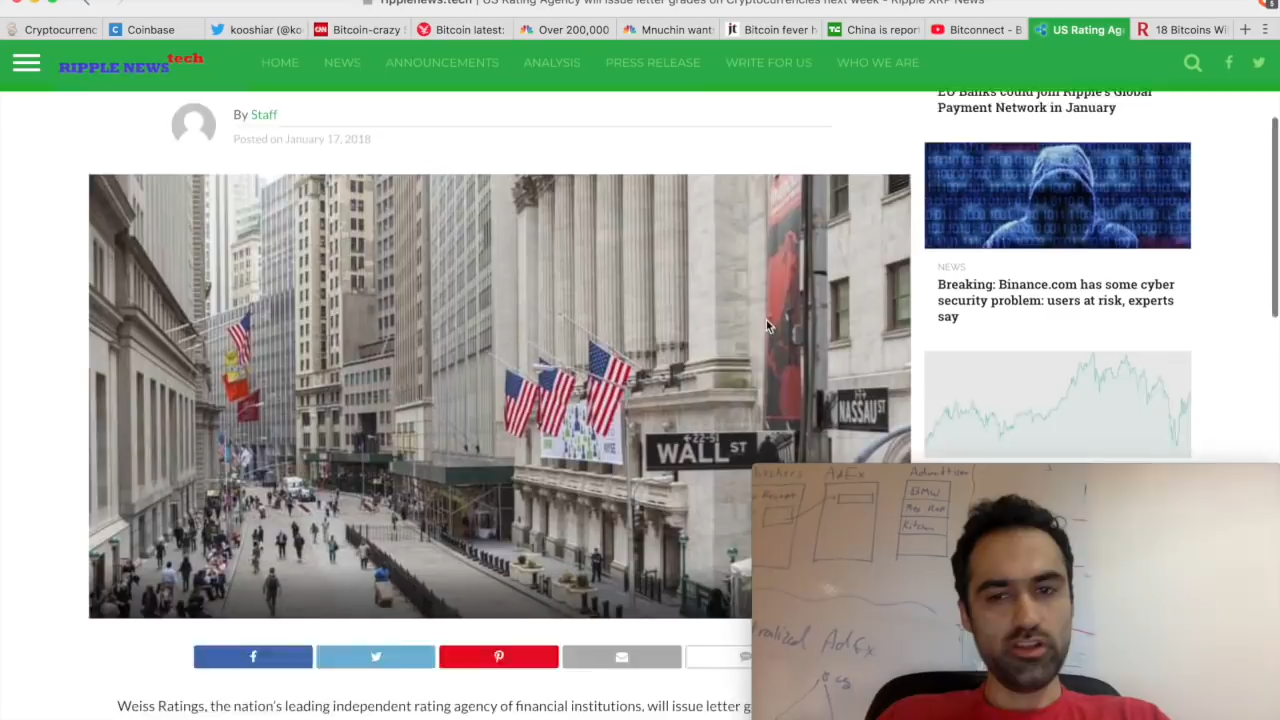 ripplenews.tech | US Rating Agency will issue letter grades on Cryptocurrencies next week - Ripple XRP News
Cryptocurrenc
Coinbase
kooshiar (@ko
Bitcoin-crazy S
Bitcoin latest:
Over 200,000
Mnuchin want
Bitcoin fever h
China is report
Bitconnect - B
US Rating Age
18 Bitcoins Wi
RIPPLE NEWS tech
HOME
NEWS
ANNOUNCEMENTS
ANALYSIS
PRESS RELEASE
WRITE FOR US
WHO WE ARE
By Staff
Posted on January 17, 2018
EU Banks could join Ripple's Global
Payment Network in January
NEWS
Breaking: Binance.com has some cyber
security problem: users at risk, experts
say
WALL ST
NASSAU ST
AdEx
BMW
Kitchen
AdEx
Weiss Ratings, the nation's leading independent rating agency of financial institutions, will issue letter g